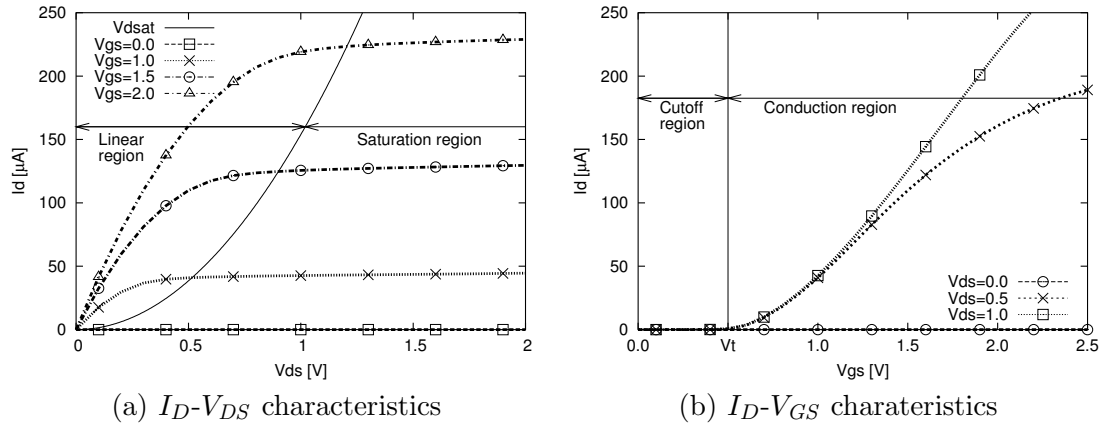 250
200
150
100
50
0
Id [µA]
Vdsat
Vgs=0.0
Vgs=1.0
Vgs=1.5
Vgs=2.0
Linear
region
Saturation region
0 0.5 1 1.5 2
Vds [V]
(a) I_D-V_DS characteristics
250
200
150
100
50
0
Id [µA]
Cutoff
region
Conduction region
Vds=0.0
Vds=0.5
Vds=1.0
0.0 Vt 1.0 1.5 2.0 2.5
Vgs [V]
(b) I_D-V_GS charateristics